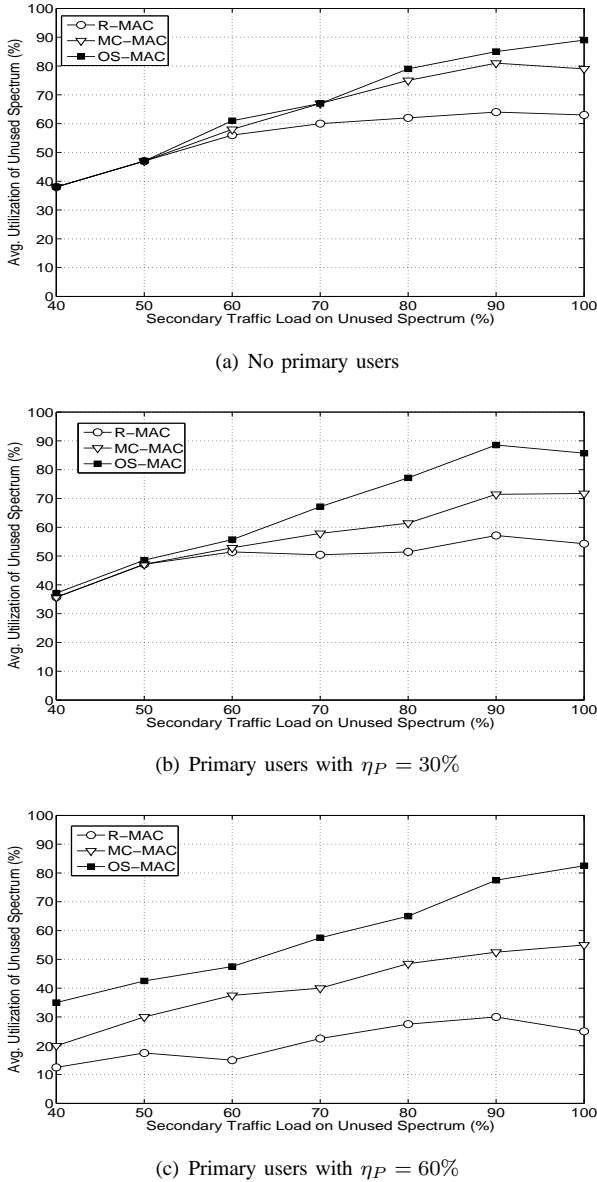 100
90
80
70
60
50
40
30
20
10
0
Avg. Utilization of Unused Spectrum (%)
R−MAC
MC−MAC
OS−MAC
40 50 60 70 80 90 100
Secondary Traffic Load on Unused Spectrum (%)
(a) No primary users
100
90
80
70
60
50
40
30
20
10
0
Avg. Utilization of Unused Spectrum (%)
R−MAC
MC−MAC
OS−MAC
40 50 60 70 80 90 100
Secondary Traffic Load on Unused Spectrum (%)
(b) Primary users with ηP = 30%
100
90
80
70
60
50
40
30
20
10
0
Avg. Utilization of Unused Spectrum (%)
R−MAC
MC−MAC
OS−MAC
40 50 60 70 80 90 100
Secondary Traffic Load on Unused Spectrum (%)
(c) Primary users with ηP = 60%